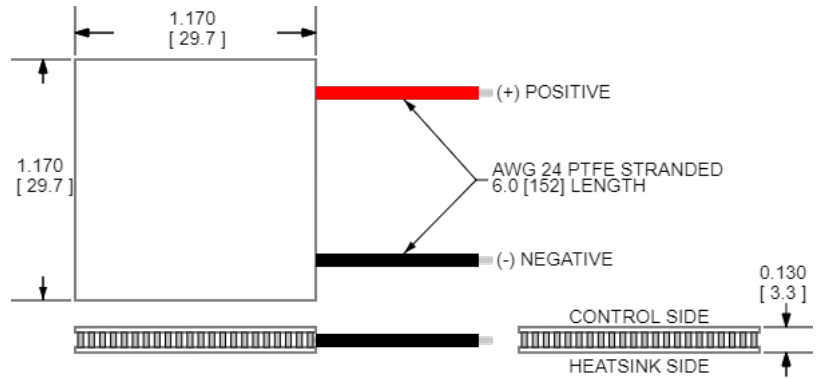 1.170
[ 29.7 ]
(+) POSITIVE
1.170
[ 29.7 ]
AWG 24 PTFE STRANDED
6.0 [152] LENGTH
(-) NEGATIVE
0.130
[ 3.3 ]
CONTROL SIDE
HEATSINK SIDE